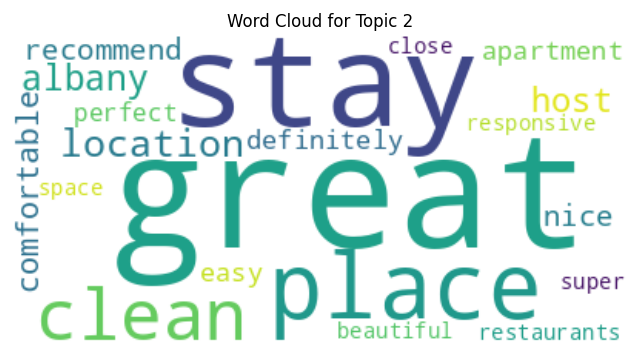 Word Cloud for Topic 2
recommend
stay
close
apartment
albany
host
perfect
responsive
comfortable
location
definitely
great
space
nice
easy
place
super
clean
beautiful
restaurants